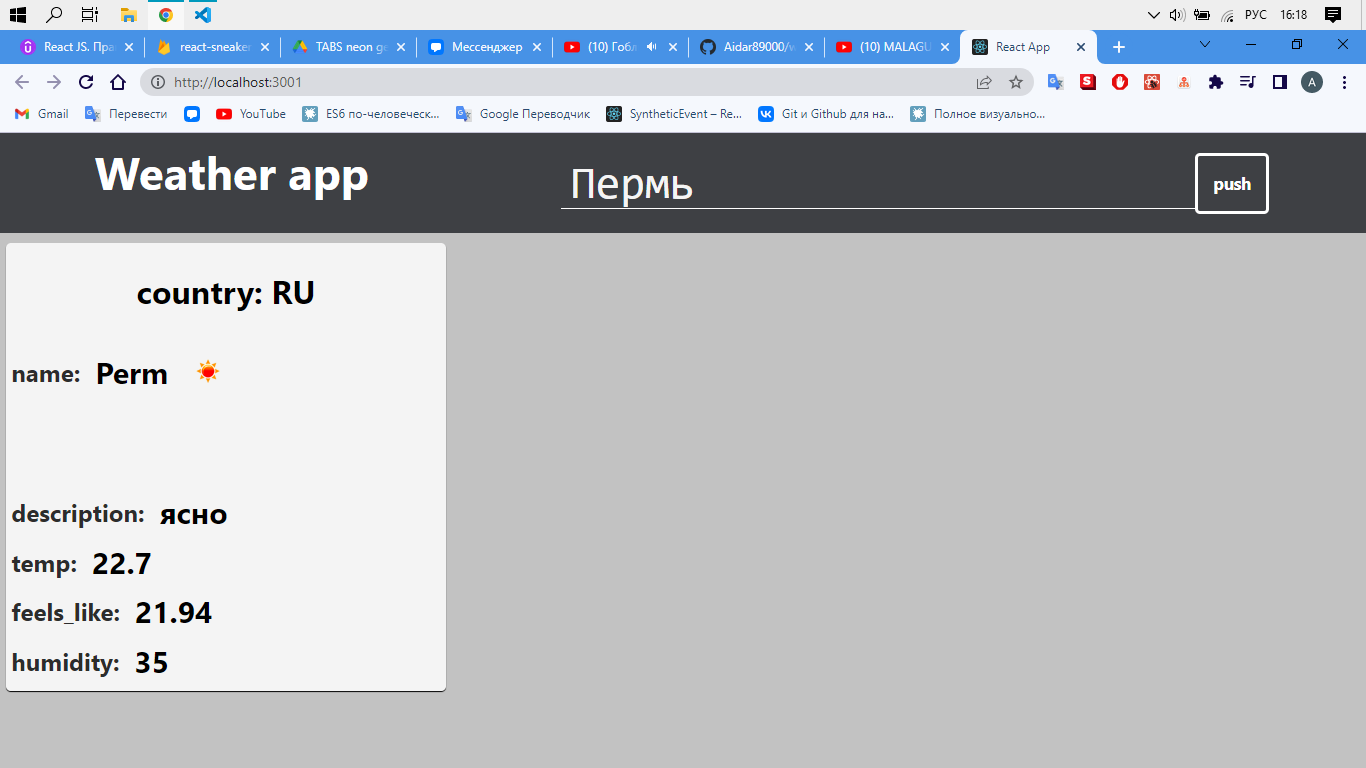 РУС 16:18
React JS. Пра react-sneaker TABS neon ge Мессенджер (10) Гобл Aidar89000/w (10) MALAGU React App
http://localhost:3001 A
Gmail Перевести YouTube ES6 по-человеческ... Google Переводчик SyntheticEvent – Re... Git и Github для на... Полное визуально...
Weather app Пермь push
country: RU
name: Perm
description: ясно
temp: 22.7
feels_like: 21.94
humidity: 35